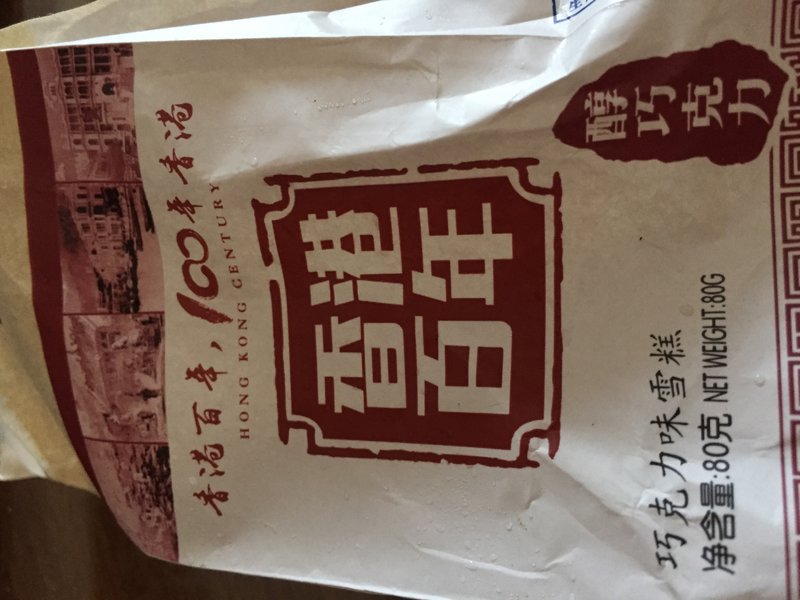 香港百年，100年香港
HONG KONG CENTURY
香港
百年
醇巧克力
巧克力味雪糕
净含量:80克 NET WEIGHT:80G